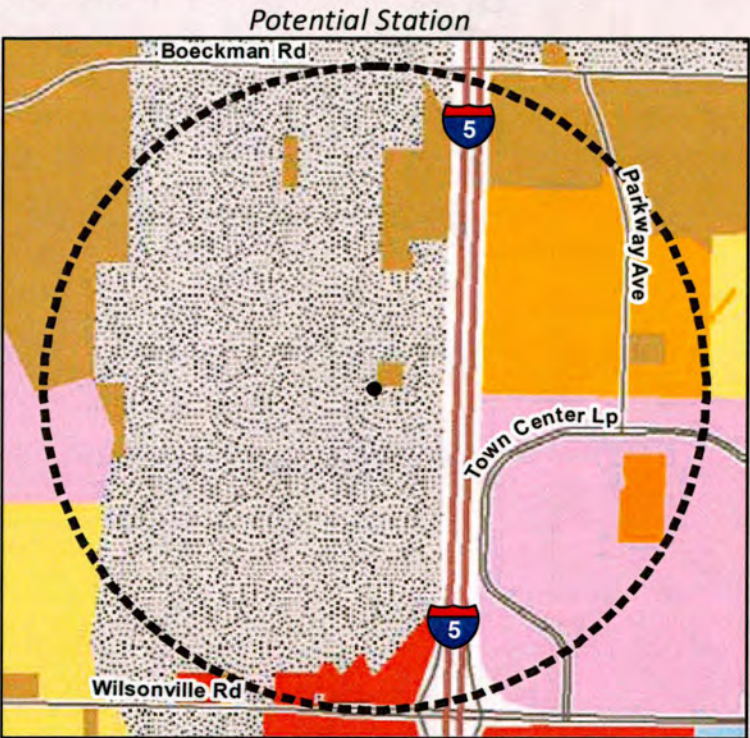 Potential Station
Boeckman Rd
5
Parkway Ave
Town Center Lp
5
Wilsonville Rd